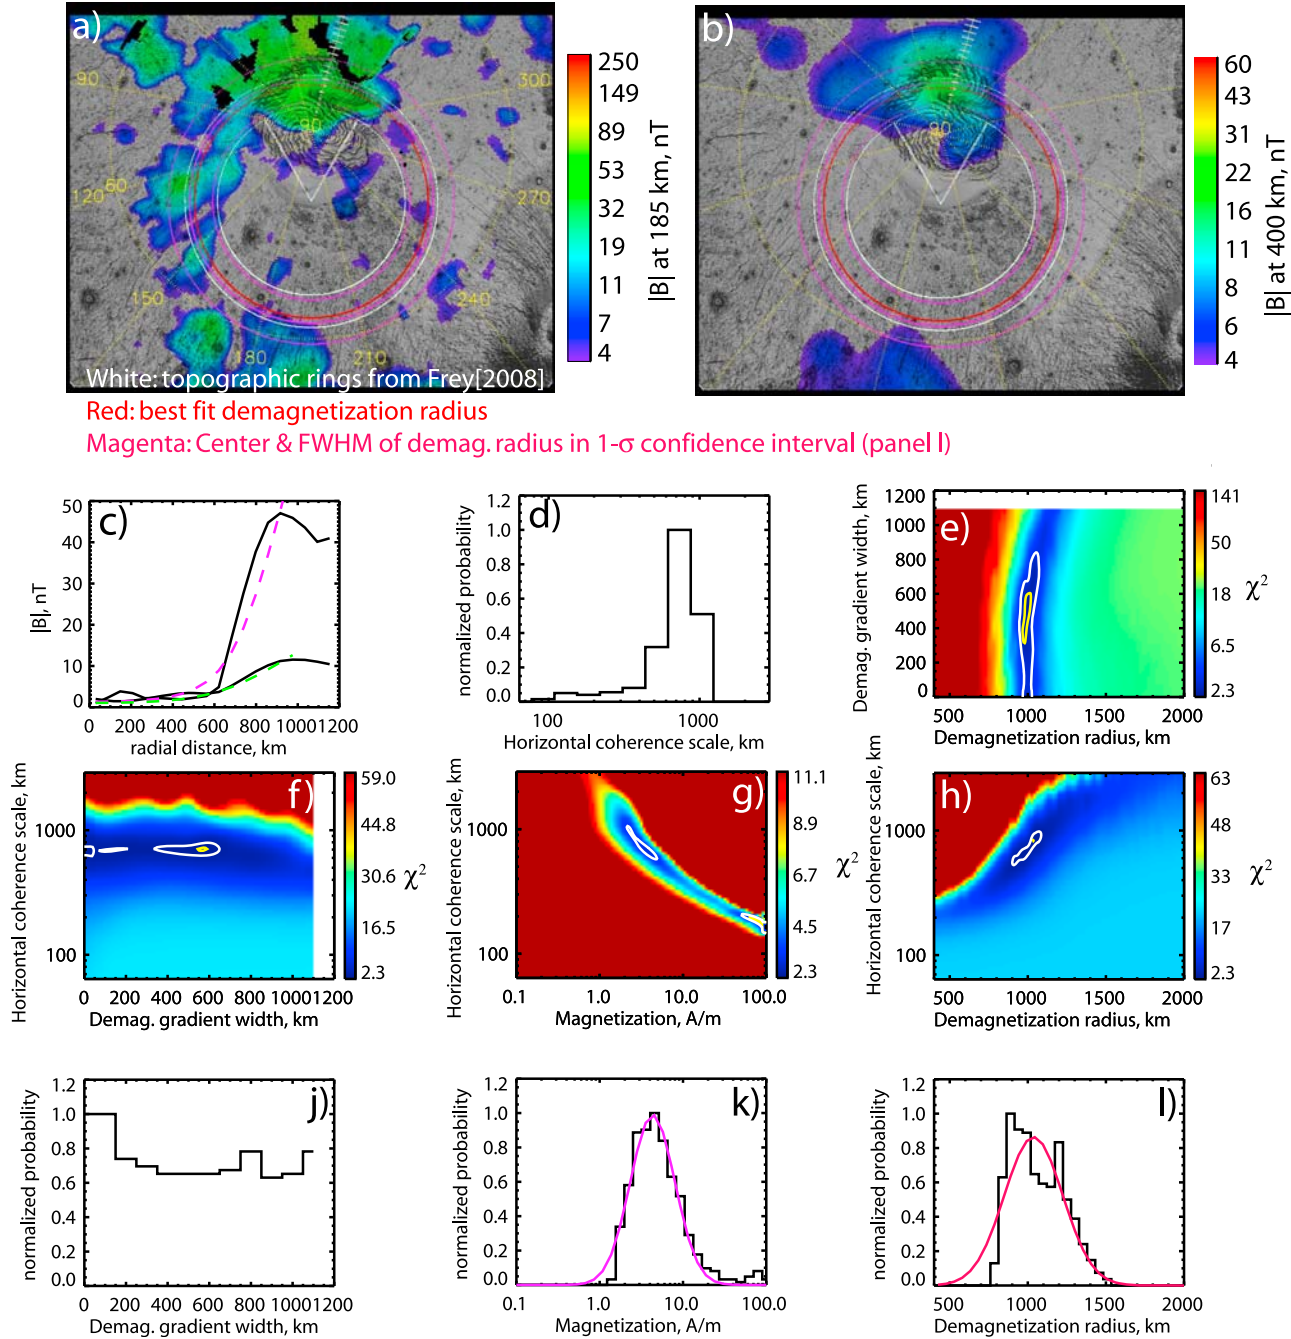 a)
90
300
90
120
60
270
150
240
180
210
250
149
89
53
32
19
11
7
4
|B| at 185 km, nT
b)
90
60
43
31
22
16
11
8
6
4
|B| at 400 km, nT
White: topographic rings from Frey[2008]
Red: best fit demagnetization radius
Magenta: Center & FWHM of demag. radius in 1-σ confidence interval (panel l)
c)
50
40
30
20
10
0
|B|, nT
0 200 400 600 800 1000 1200
radial distance, km
d)
1.2
1.0
0.8
0.6
0.4
0.2
0.0
normalized probability
100 1000
Horizontal coherence scale, km
e)
1200
1000
800
600
400
200
0
Demag. gradient width, km
500 1000 1500 2000
Demagnetization radius, km
141
50
18
6.5
2.3
χ²
f)
1000
100
Horizontal coherence scale, km
0 200 400 600 800 1000 1200
Demag. gradient width, km
59.0
44.8
30.6
16.5
2.3
χ²
g)
1000
100
Horizontal coherence scale, km
0.1 1.0 10.0 100.0
Magnetization, A/m
11.1
8.9
6.7
4.5
2.3
χ²
h)
1000
100
Horizontal coherence scale, km
500 1000 1500 2000
Demagnetization radius, km
63
48
33
17
2.3
χ²
j)
1.2
1.0
0.8
0.6
0.4
0.2
0.0
normalized probability
0 200 400 600 800 1000 1200
Demag. gradient width, km
k)
1.2
1.0
0.8
0.6
0.4
0.2
0.0
normalized probability
0.1 1.0 10.0 100.0
Magnetization, A/m
l)
1.2
1.0
0.8
0.6
0.4
0.2
0.0
normalized probability
500 1000 1500 2000
Demagnetization radius, km